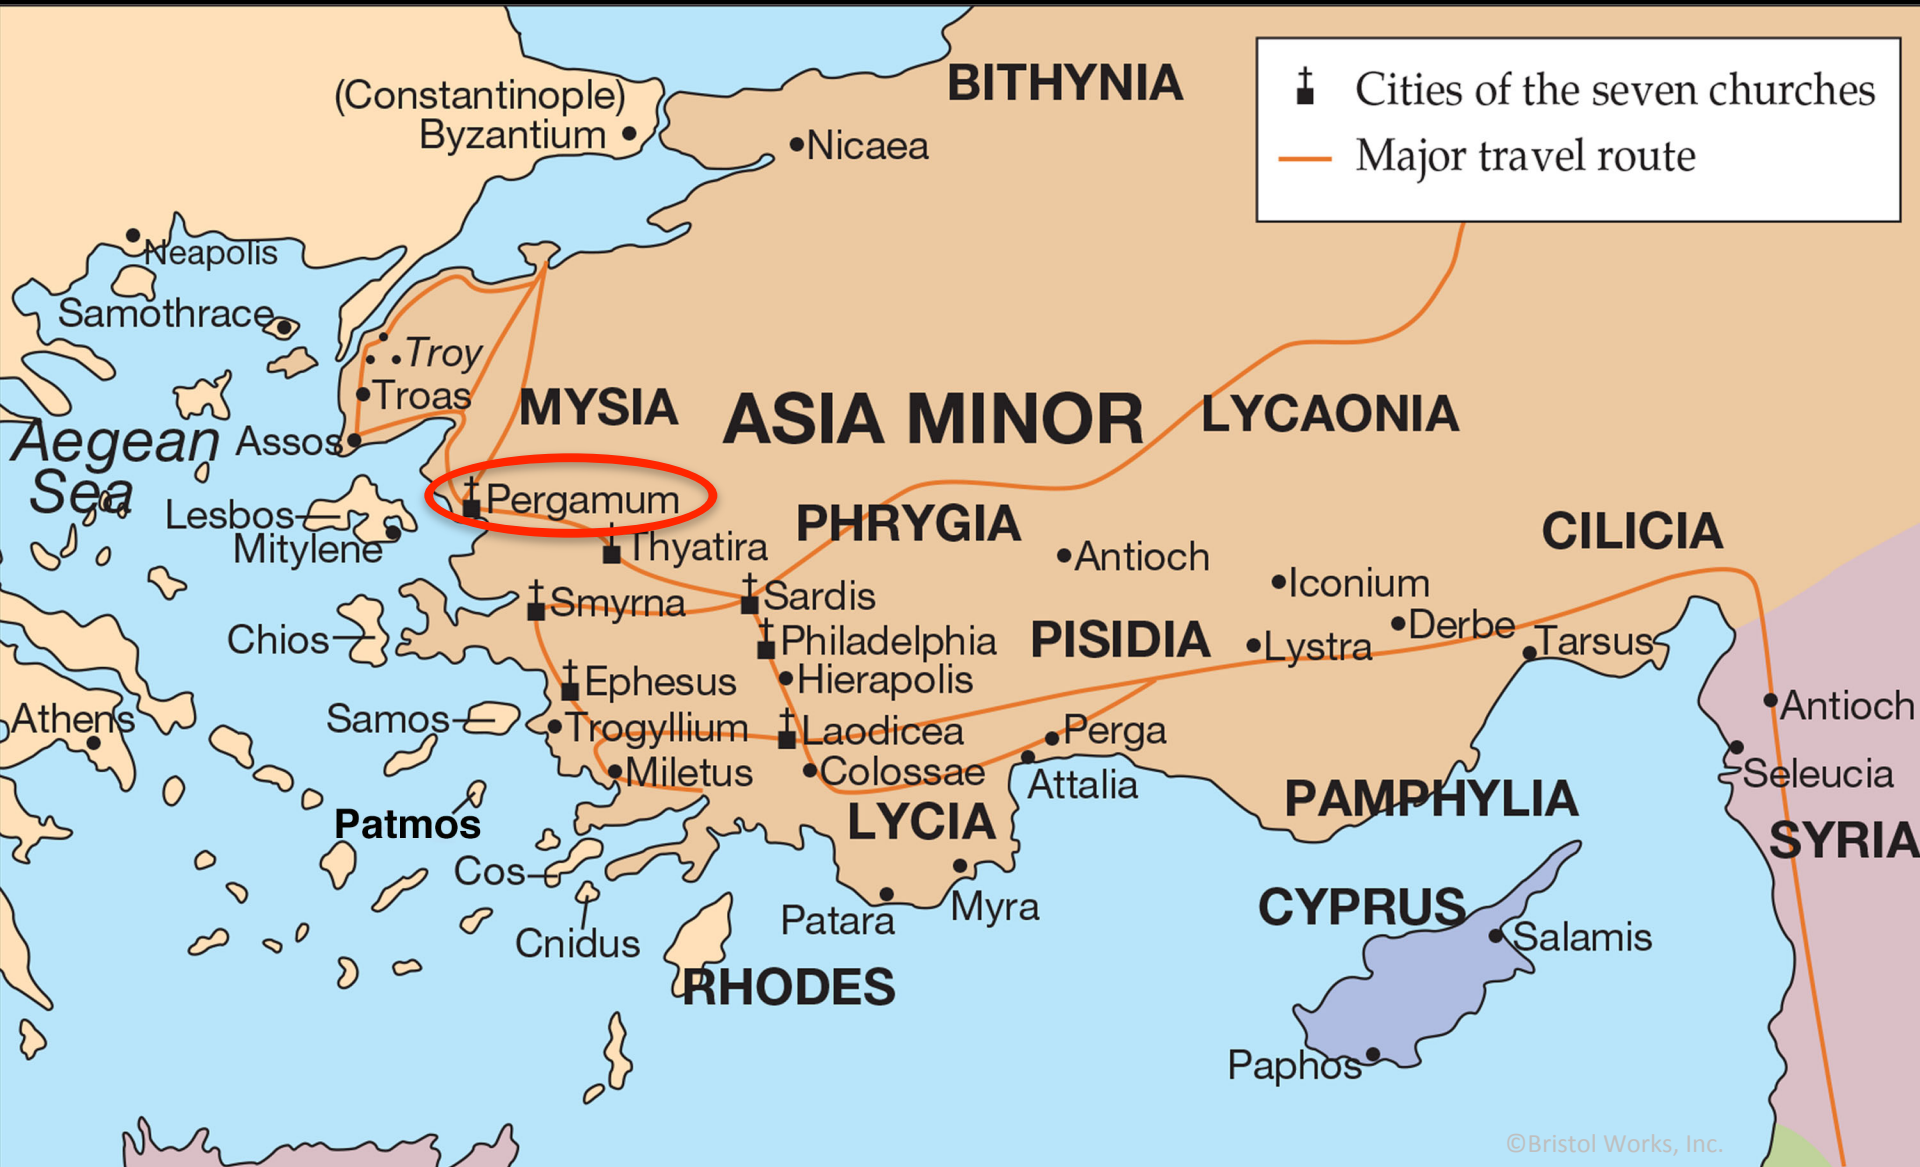 BITHYNIA
Cities of the seven churches
Major travel route
(Constantinople)
Byzantium
Nicaea
Neapolis
Samothrace
Troy
Troas
MYSIA
ASIA MINOR
LYCAONIA
Aegean
Sea
Assos
Pergamum
Lesbos
Mitylene
Thyatira
PHRYGIA
Antioch
CILICIA
Iconium
Smyrna
Sardis
Chios
Philadelphia
PISIDIA
Lystra
Derbe
Tarsus
Ephesus
Hierapolis
Athens
Samos
Trogyllium
Laodicea
Perga
Antioch
Miletus
Colossae
Attalia
Seleucia
Patmos
LYCIA
PAMPHYLIA
SYRIA
Cos
Cnidus
Patara
Myra
CYPRUS
Salamis
RHODES
Paphos
©Bristol Works, Inc.